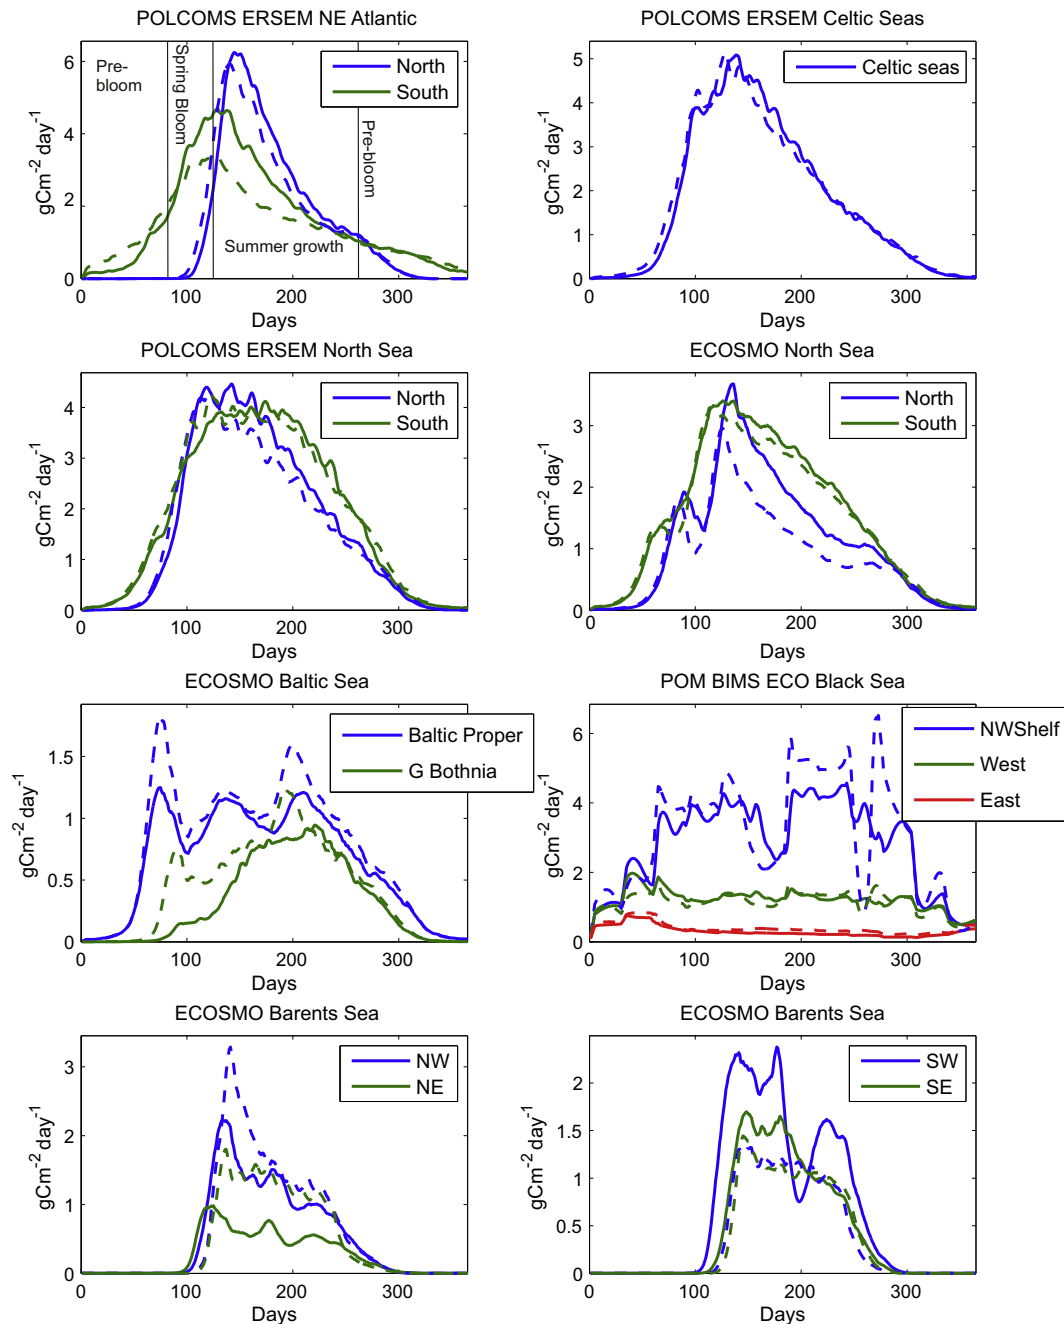 POLCOMS ERSEM NE Atlantic
gCm-2 day-1
6
4
2
0
Pre-
bloom
Spring Bloom
Summer growth
Pre-bloom
North
South
0 100 200 300
Days
POLCOMS ERSEM Celtic Seas
gCm-2 day-1
5
4
3
2
1
0
Celtic seas
0 100 200 300
Days
POLCOMS ERSEM North Sea
gCm-2 day-1
4
3
2
1
0
North
South
0 100 200 300
Days
ECOSMO North Sea
gCm-2 day-1
3
2
1
0
North
South
0 100 200 300
Days
ECOSMO Baltic Sea
gCm-2 day-1
1.5
1
0.5
0
Baltic Proper
G Bothnia
0 100 200 300
Days
POM BIMS ECO Black Sea
gCm-2 day-1
6
4
2
0
NWShelf
West
East
0 100 200 300
Days
ECOSMO Barents Sea
gCm-2 day-1
3
2
1
0
NW
NE
0 100 200 300
Days
ECOSMO Barents Sea
gCm-2 day-1
2
1.5
1
0.5
0
SW
SE
0 100 200 300
Days